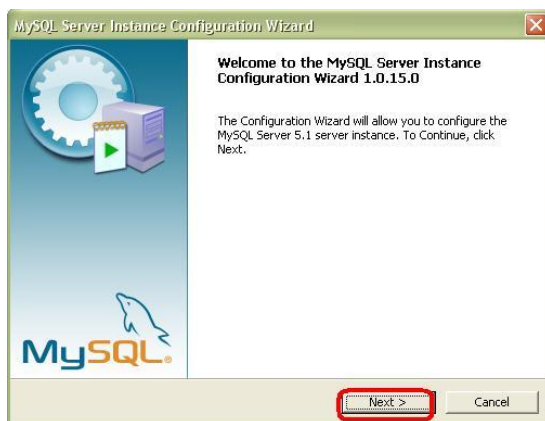 MySQL Server Instance Configuration Wizard
Welcome to the MySQL Server Instance
Configuration Wizard 1.0.15.0
The Configuration Wizard will allow you to configure the
MySQL Server 5.1 server instance. To Continue, click
Next.
MySQL.
Next >
Cancel